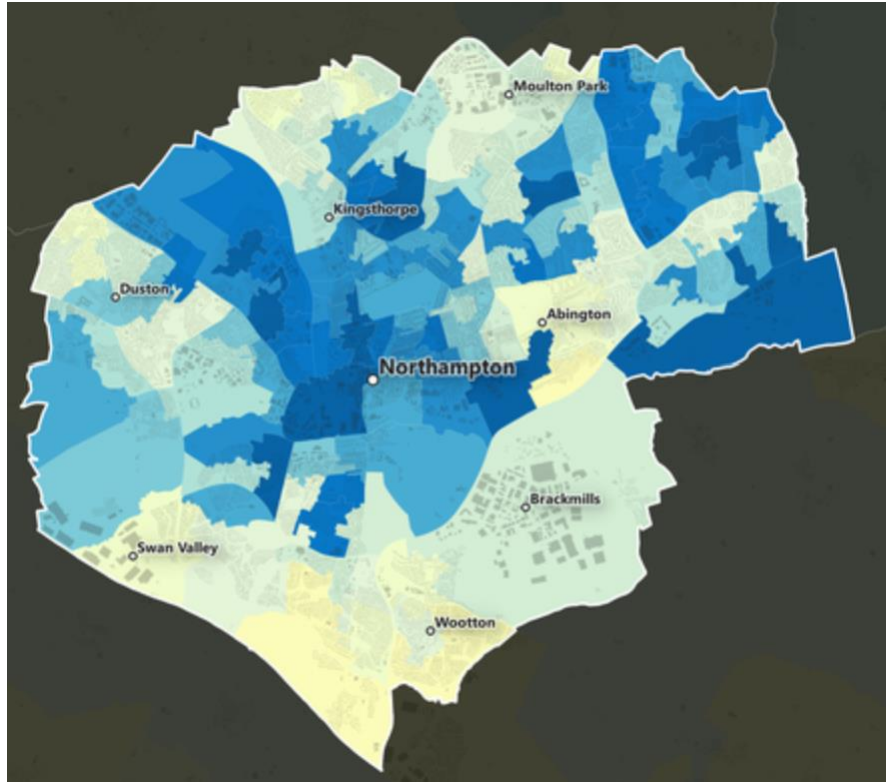 Moulton Park
Kingsthorpe
Duston
Abington
Northampton
Brackmills
Swan Valley
Wootton